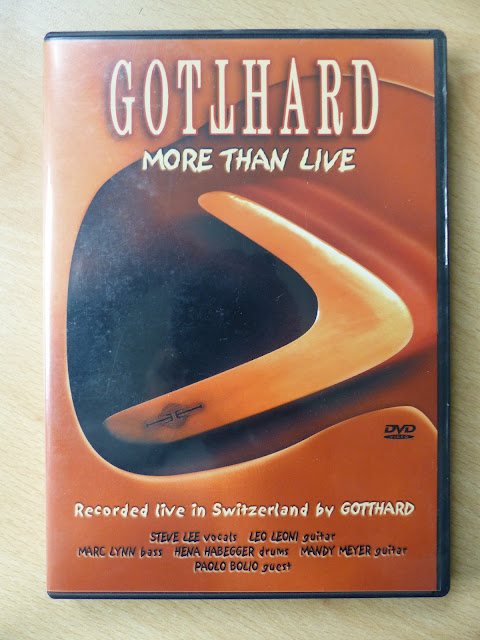 GOTTHARD
MORE THAN LIVE
DVD
VIDEO
Recorded live in Switzerland by GOTTHARD
STEVE LEE vocals LEO LEONI guitar
MARC LYNN bass HENA HABEGGER drums MANDY MEYER guitar
PAOLO BOLIO guest